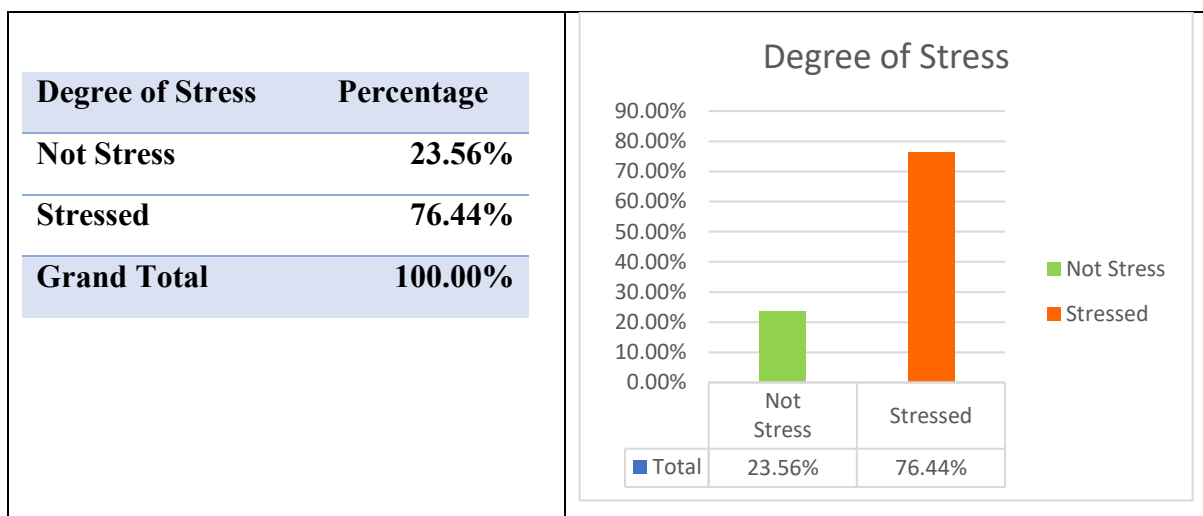 Degree of Stress Percentage
Not Stress 23.56%
Stressed 76.44%
Grand Total 100.00%
Degree of Stress
90.00%
80.00%
70.00%
60.00%
50.00%
40.00%
30.00%
20.00%
10.00%
0.00%
Not
Stress
Stressed
Total 23.56% 76.44%
Not Stress
Stressed